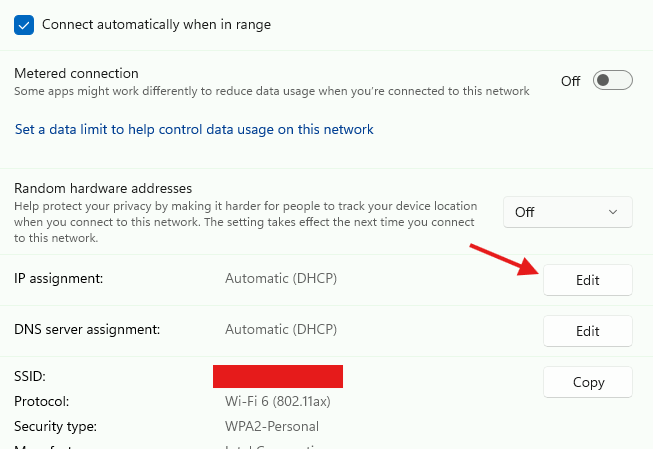 Connect automatically when in range
Metered connection
Off
Some apps might work differently to reduce data usage when you're connected to this network
Set a data limit to help control data usage on this network
Random hardware addresses
Help protect your privacy by making it harder for people to track your device location
when you connect to this network. The setting takes effect the next time you connect
to this network.
Off
IP assignment: Automatic (DHCP) Edit
DNS server assignment: Automatic (DHCP) Edit
SSID: Copy
Protocol: Wi-Fi 6 (802.11ax)
Security type: WPA2-Personal